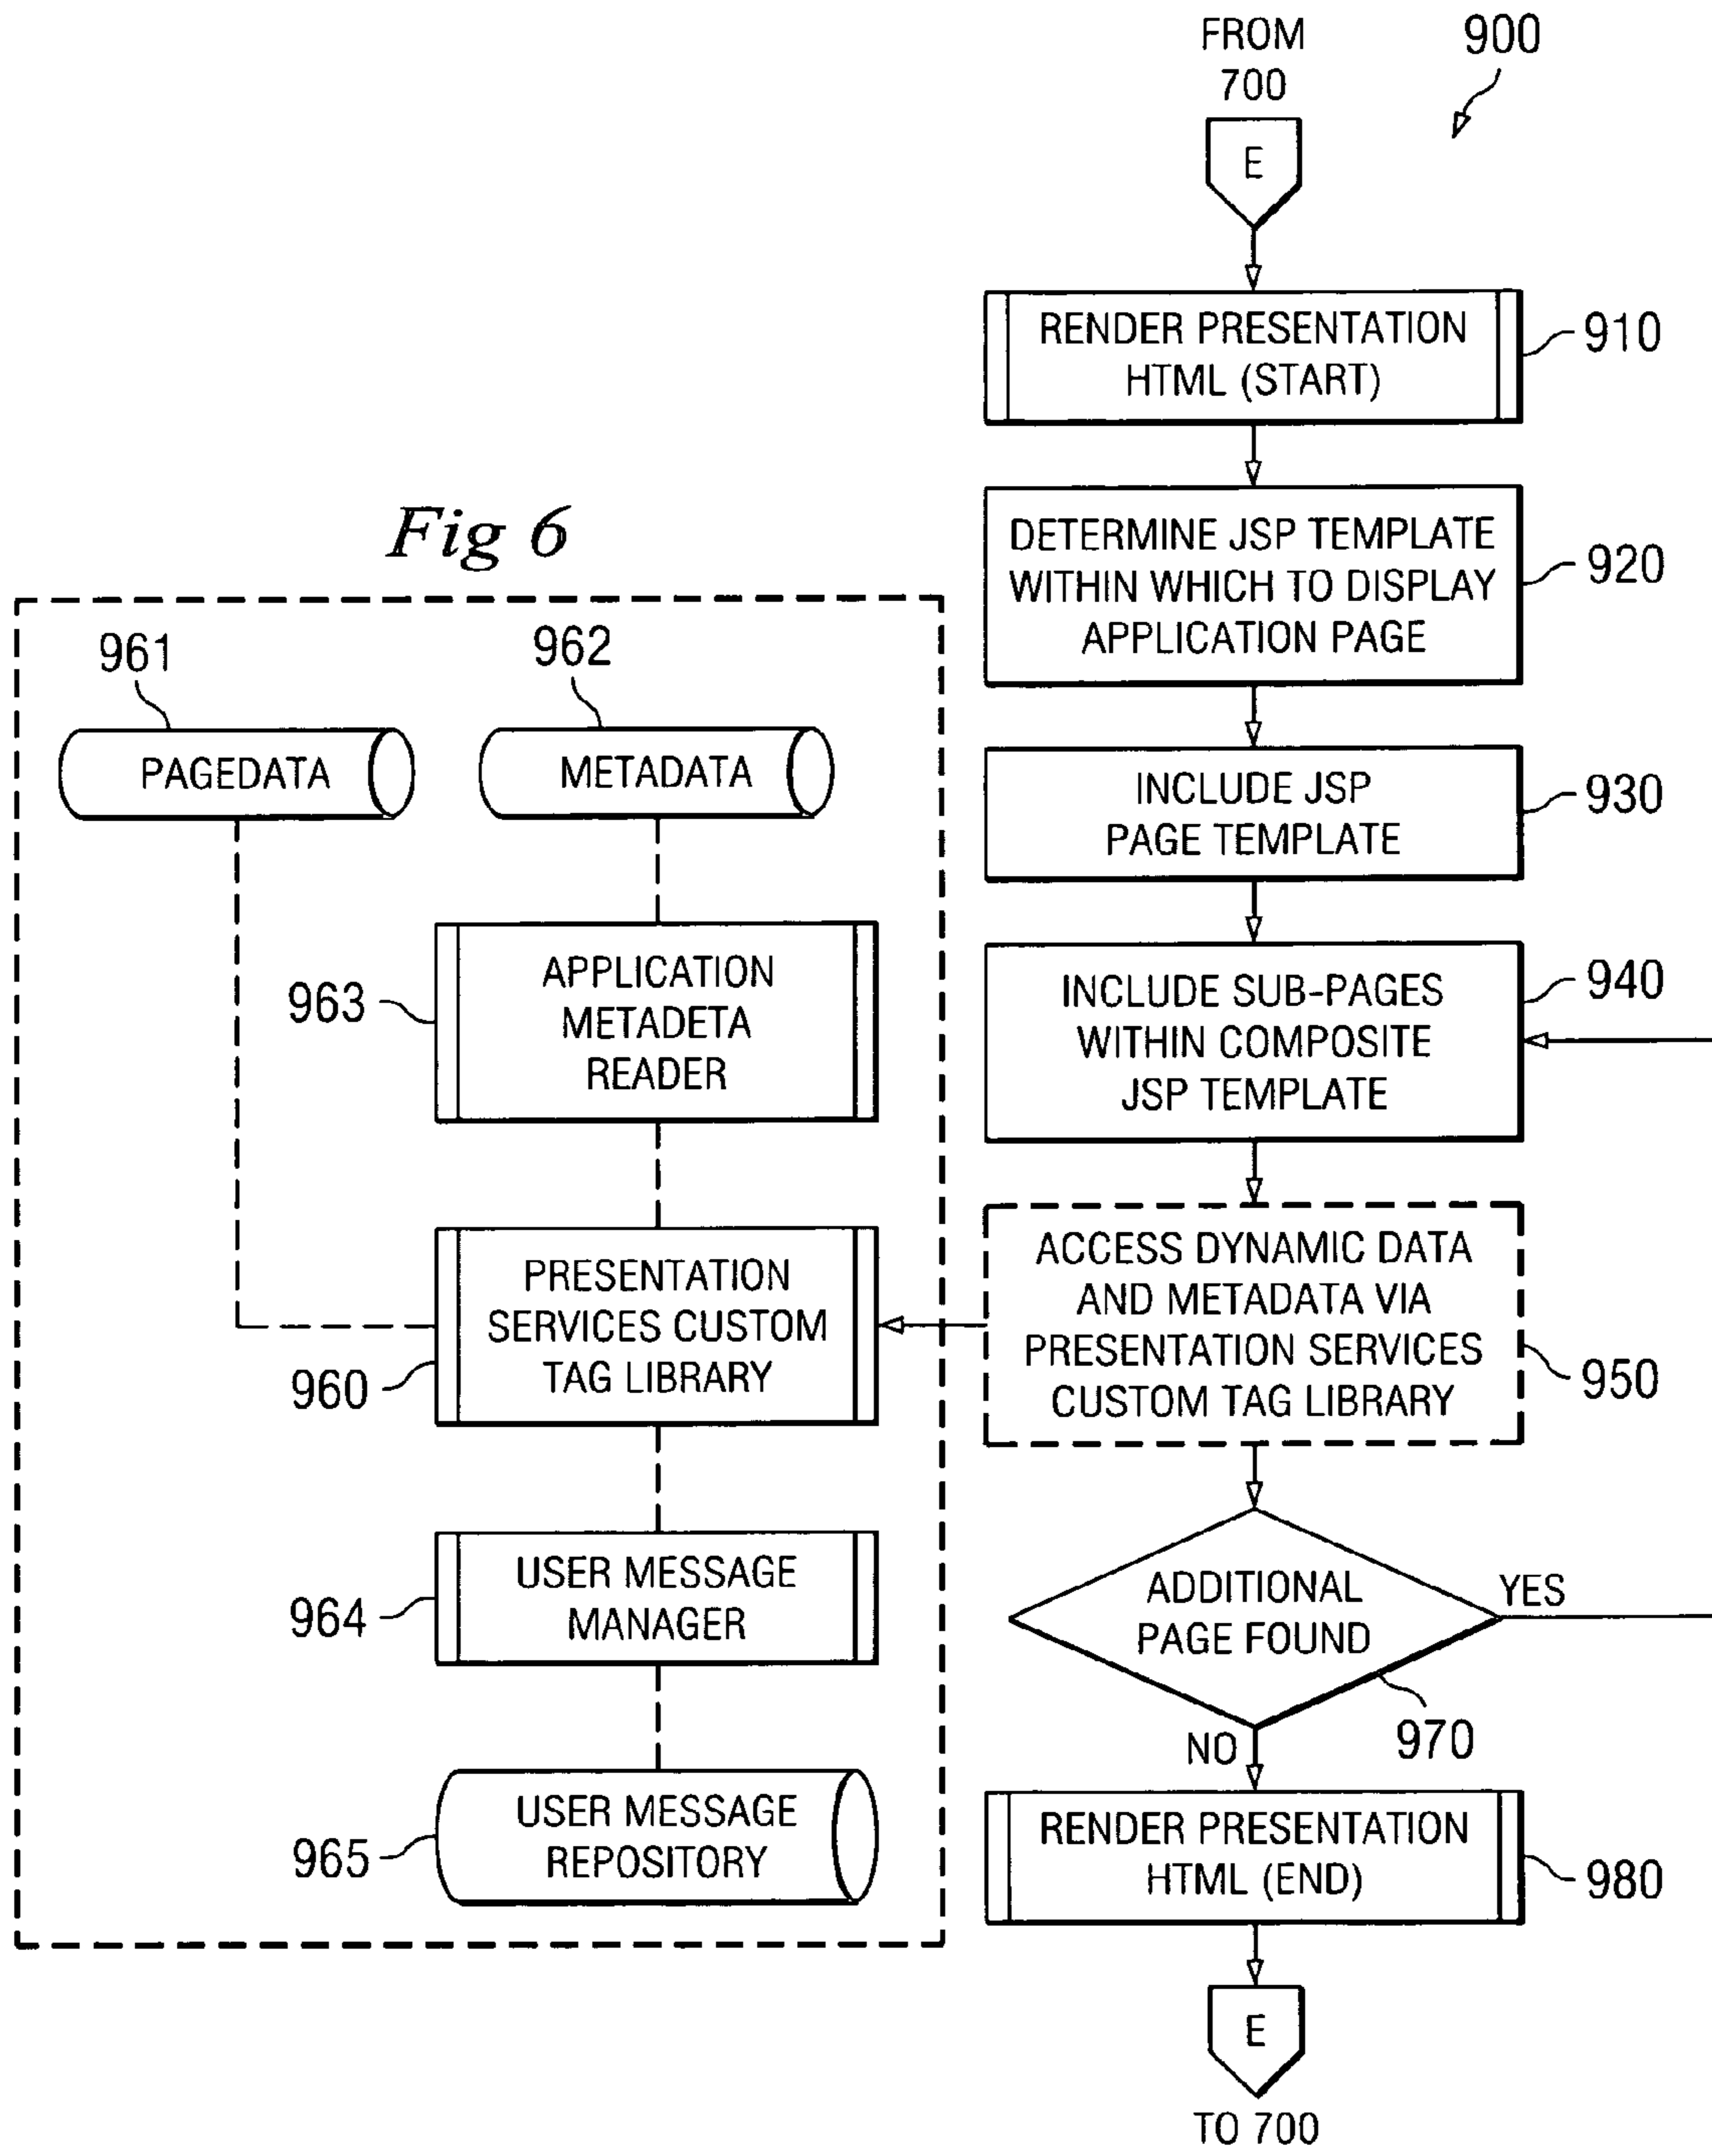 FROM
700
900
E
RENDER PRESENTATION
HTML (START)
910
DETERMINE JSP TEMPLATE
WITHIN WHICH TO DISPLAY
APPLICATION PAGE
920
INCLUDE JSP
PAGE TEMPLATE
930
INCLUDE SUB-PAGES
WITHIN COMPOSITE
JSP TEMPLATE
940
ACCESS DYNAMIC DATA
AND METADATA VIA
PRESENTATION SERVICES
CUSTOM TAG LIBRARY
950
ADDITIONAL
PAGE FOUND
YES
970
NO
RENDER PRESENTATION
HTML (END)
980
E
TO 700
Fig 6
961
962
PAGEDATA
METADATA
APPLICATION
METADETA
READER
963
PRESENTATION
SERVICES CUSTOM
TAG LIBRARY
960
USER MESSAGE
MANAGER
964
USER MESSAGE
REPOSITORY
965